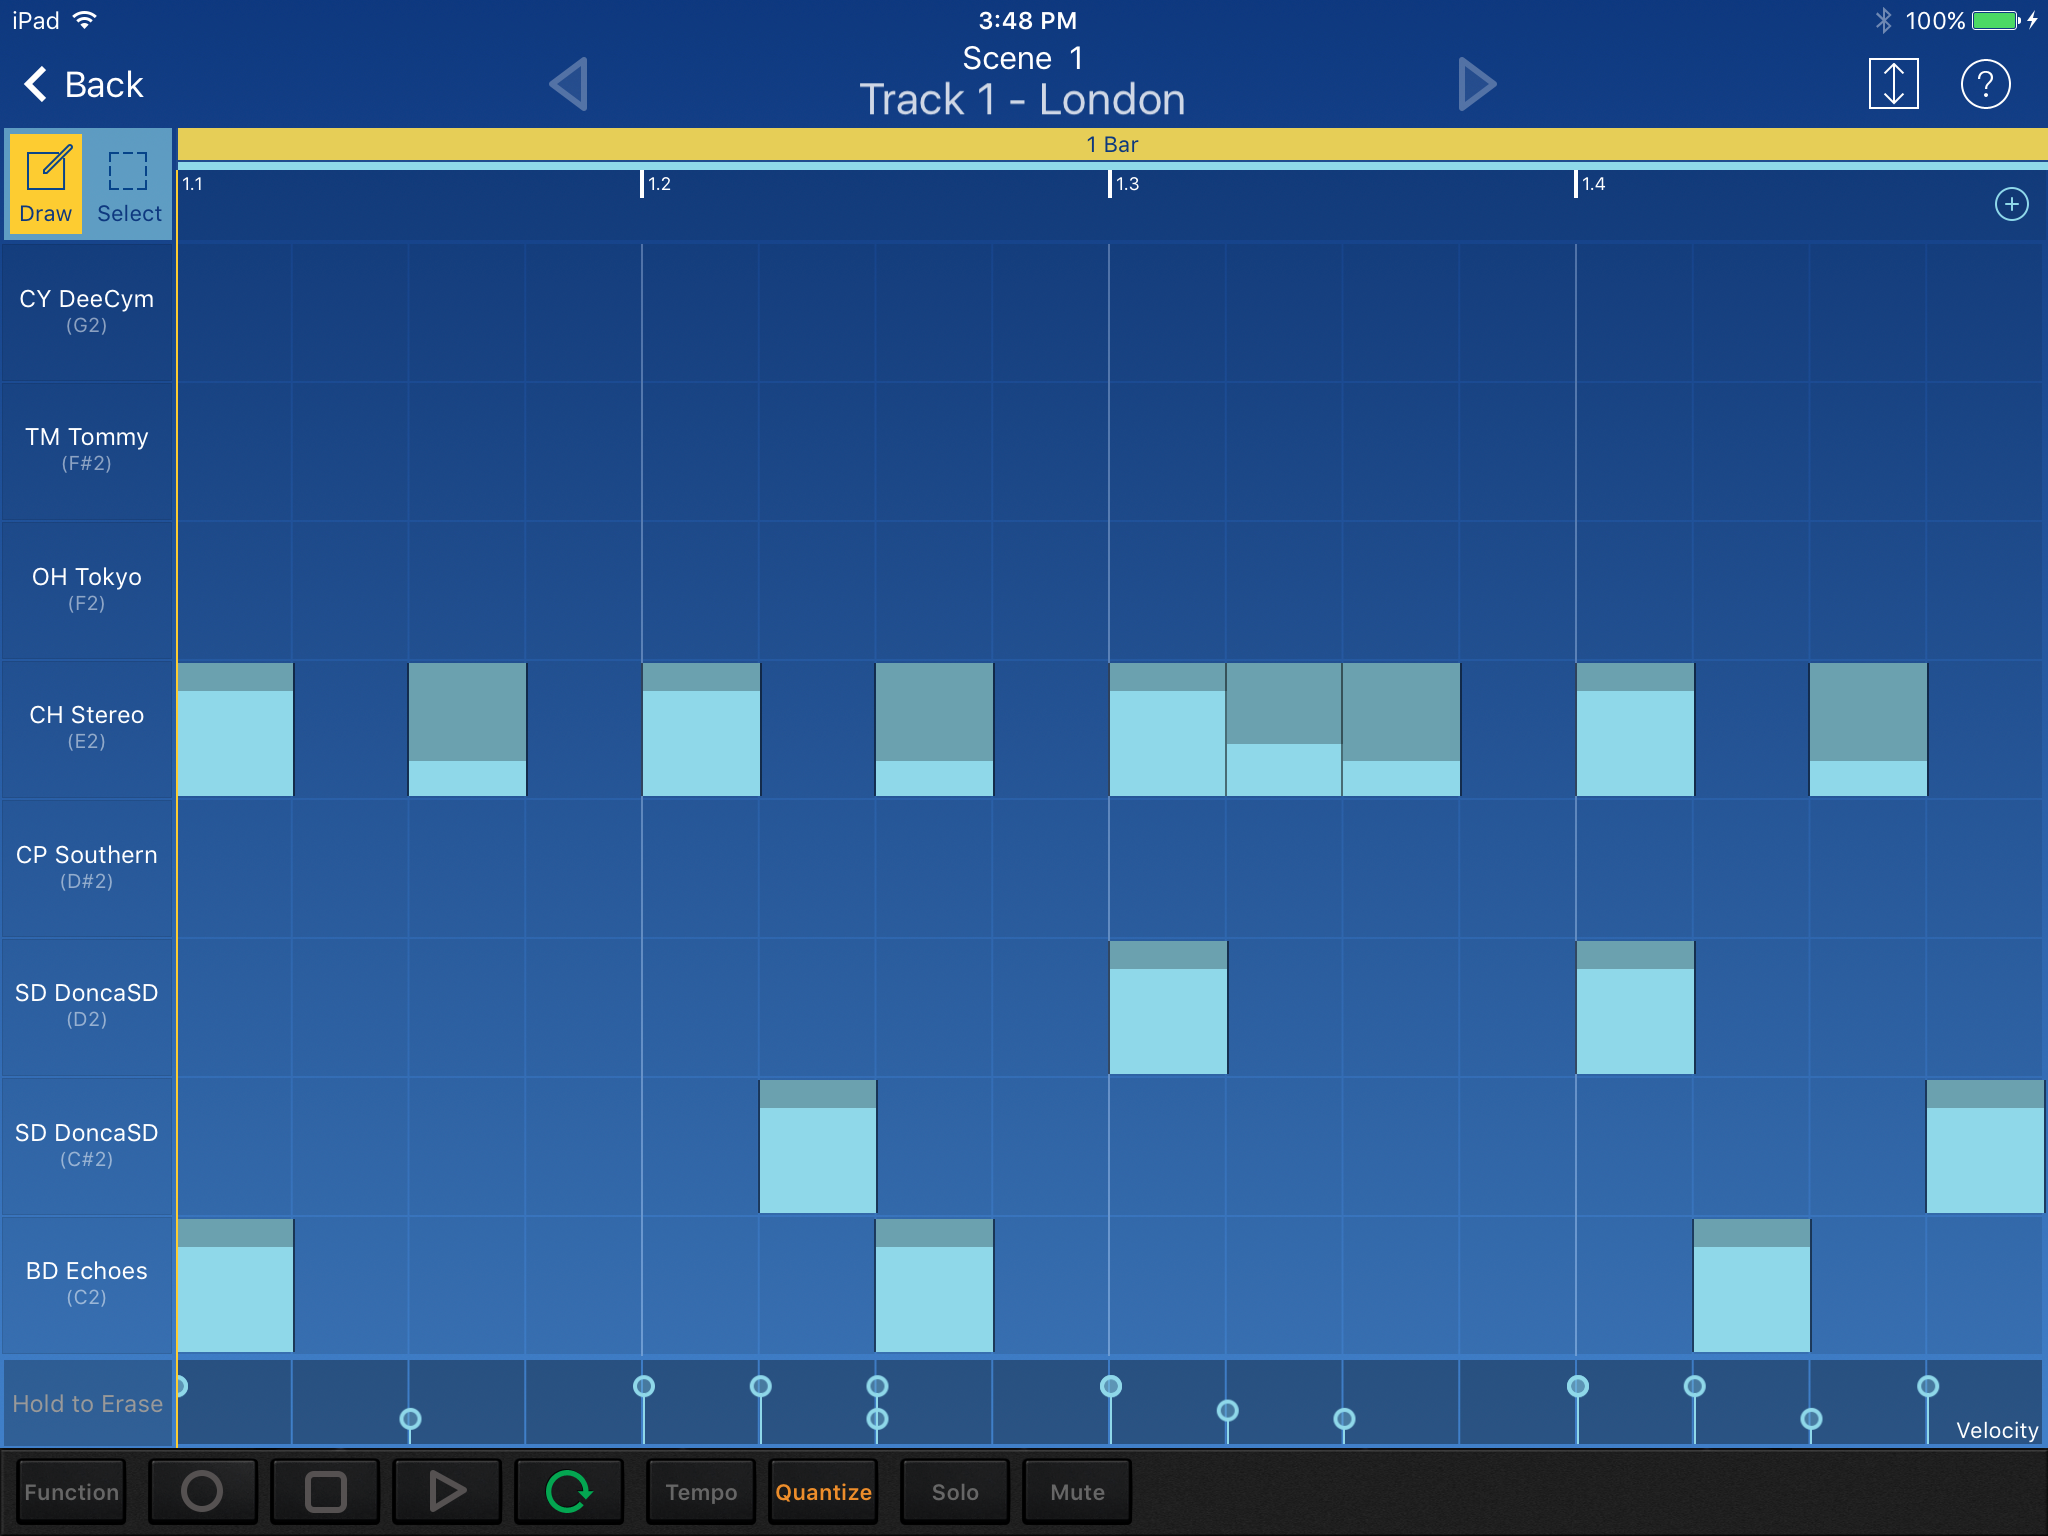 iPad 3:48 PM 100%
Back
Scene 1
Track 1 - London
?
Draw Select
1 Bar
1.1 1.2 1.3 1.4
CY DeeCym
(G2)
TM Tommy
(F#2)
OH Tokyo
(F2)
CH Stereo
(E2)
CP Southern
(D#2)
SD DoncaSD
(D2)
SD DoncaSD
(C#2)
BD Echoes
(C2)
Hold to Erase
Velocity
Function Tempo Quantize Solo Mute